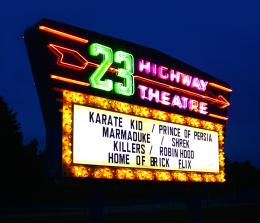 23 HIGHWAY
THEATRE
KARATE KID / PRINCE OF PERSIA
MARMADUKE / SHREK
KILLERS / ROBIN HOOD
HOME OF BRICK FLIX